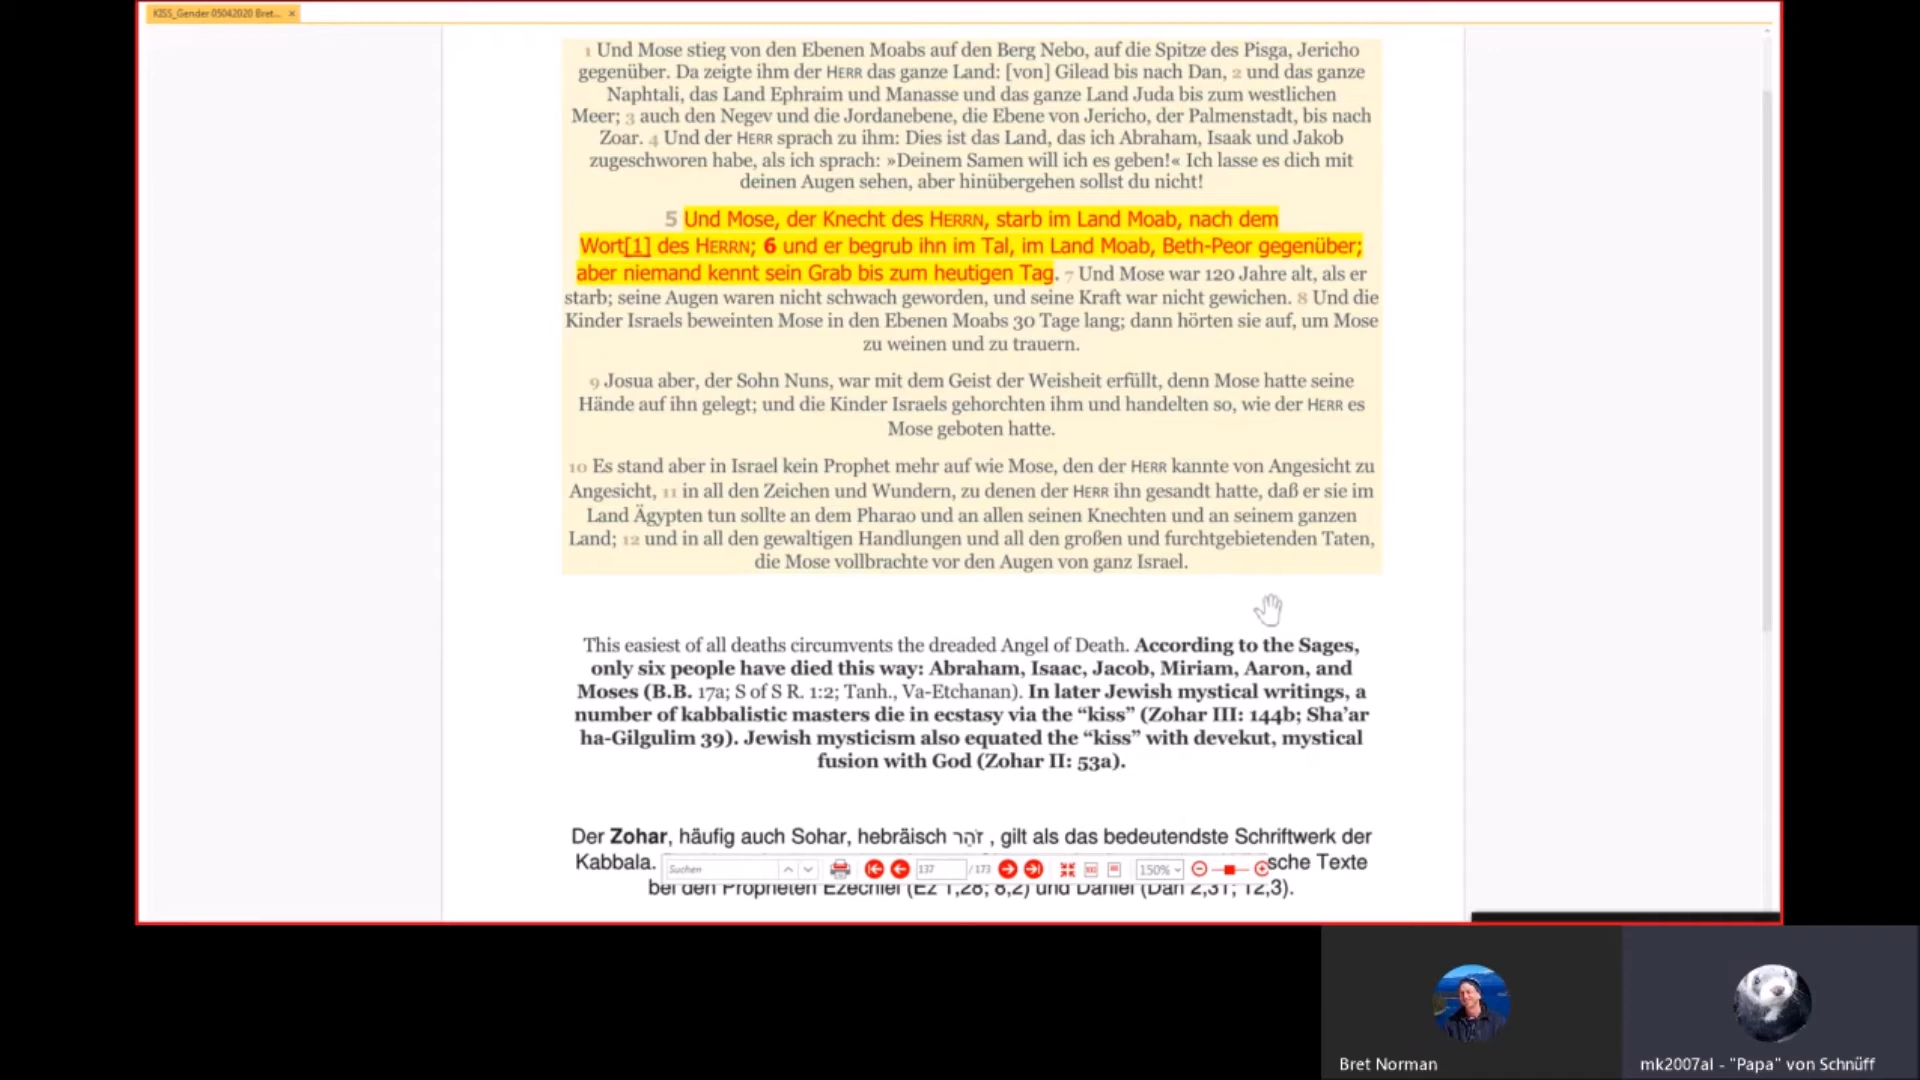 KISS_Gender 05042020 Bret... ×
1 Und Mose stieg von den Ebenen Moabs auf den Berg Nebo, auf die Spitze des Pisga, Jericho
gegenüber. Da zeigte ihm der HERR das ganze Land: [von] Gilead bis nach Dan, 2 und das ganze
Naphtali, das Land Ephraim und Manasse und das ganze Land Juda bis zum westlichen
Meer; 3 auch den Negev und die Jordanebene, die Ebene von Jericho, der Palmenstadt, bis nach
Zoar. 4 Und der HERR sprach zu ihm: Dies ist das Land, das ich Abraham, Isaak und Jakob
zugeschworen habe, als ich sprach: »Deinem Samen will ich es geben!« Ich lasse es dich mit
deinen Augen sehen, aber hinübergehen sollst du nicht!
5 Und Mose, der Knecht des HERRN, starb im Land Moab, nach dem
Wort[1] des HERRN; 6 und er begrub ihn im Tal, im Land Moab, Beth-Peor gegenüber;
aber niemand kennt sein Grab bis zum heutigen Tag. 7 Und Mose war 120 Jahre alt, als er
starb; seine Augen waren nicht schwach geworden, und seine Kraft war nicht gewichen. 8 Und die
Kinder Israels beweinten Mose in den Ebenen Moabs 30 Tage lang; dann hörten sie auf, um Mose
zu weinen und zu trauern.
9 Josua aber, der Sohn Nuns, war mit dem Geist der Weisheit erfüllt, denn Mose hatte seine
Hände auf ihn gelegt; und die Kinder Israels gehorchten ihm und handelten so, wie der HERR es
Mose geboten hatte.
10 Es stand aber in Israel kein Prophet mehr auf wie Mose, den der HERR kannte von Angesicht zu
Angesicht, 11 in all den Zeichen und Wundern, zu denen der HERR ihn gesandt hatte, daß er sie im
Land Ägypten tun sollte an dem Pharao und an allen seinen Knechten und an seinem ganzen
Land; 12 und in all den gewaltigen Handlungen und all den großen und furchtgebietenden Taten,
die Mose vollbrachte vor den Augen von ganz Israel.
This easiest of all deaths circumvents the dreaded Angel of Death. According to the Sages,
only six people have died this way: Abraham, Isaac, Jacob, Miriam, Aaron, and
Moses (B.B. 17a; S of S R. 1:2; Tanh., Va-Etchanan). In later Jewish mystical writings, a
number of kabbalistic masters die in ecstasy via the “kiss” (Zohar III: 144b; Sha’ar
ha-Gilgulim 39). Jewish mysticism also equated the “kiss” with devekut, mystical
fusion with God (Zohar II: 53a).
Der Zohar, häufig auch Sohar, hebräisch זֹהַר , gilt als das bedeutendste Schriftwerk der
Kabbala. sche Texte
Suchen 137 / 173 150%
bei den Propheten Ezechiel (Ez 1,28; 8,2) und Daniel (Dan 2,31; 12,3).
Bret Norman
mk2007al - "Papa" von Schnüff